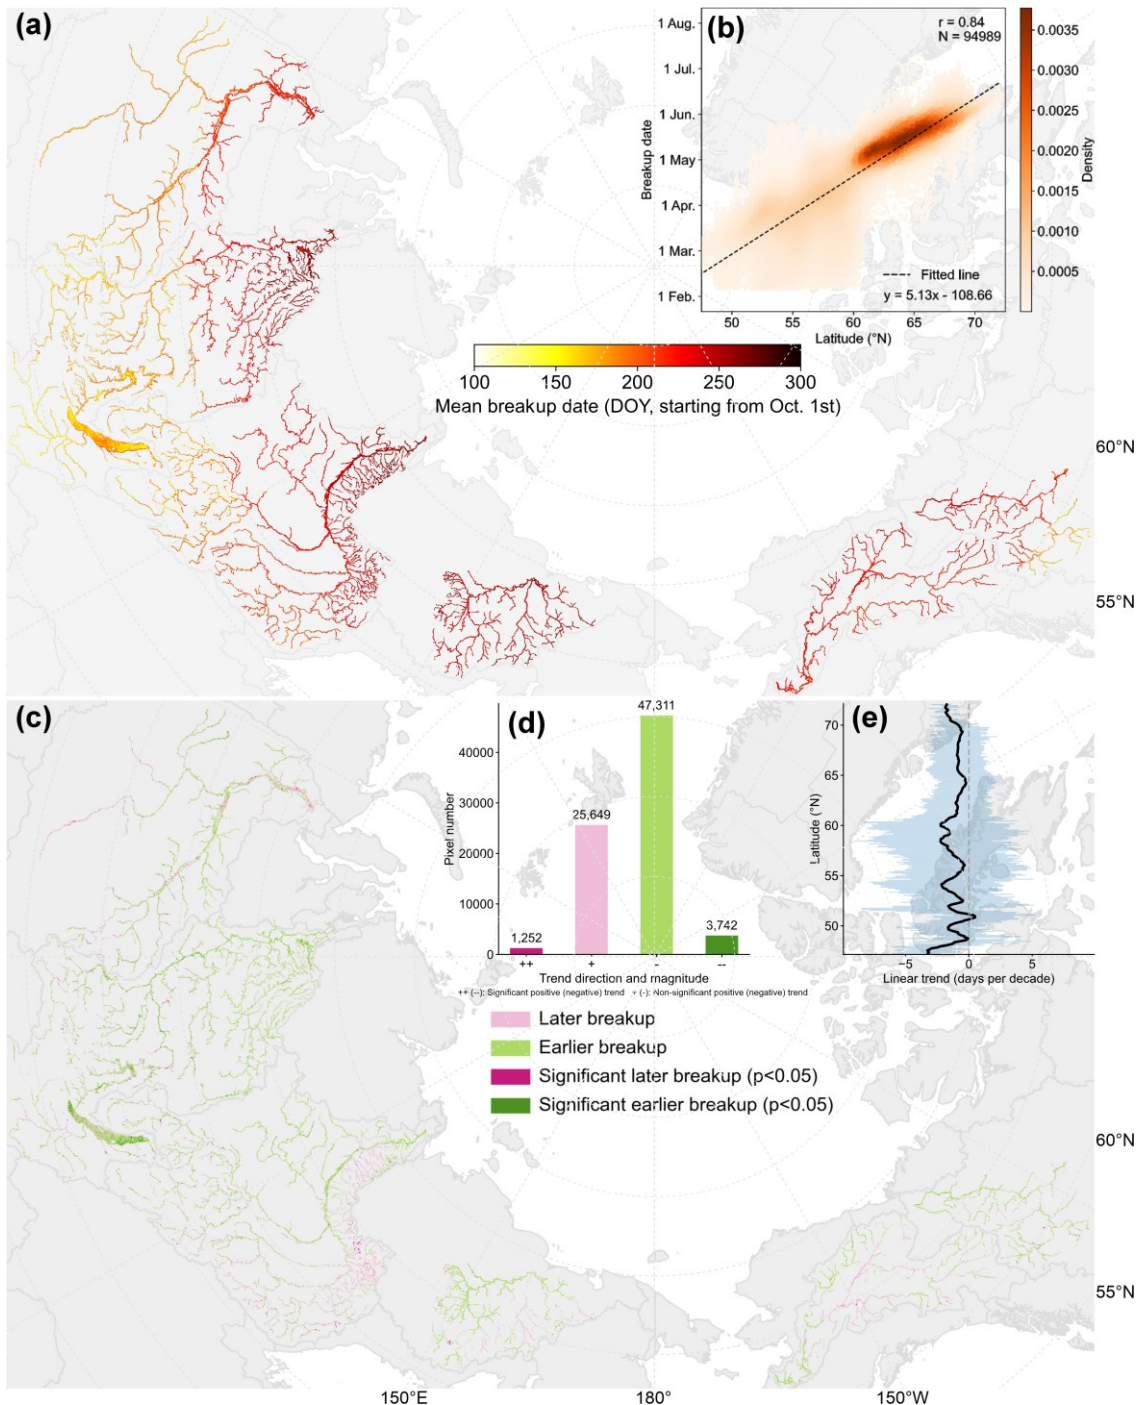 (a)
(b)
r = 0.84
N = 94989
1 Aug.
1 Jul.
1 Jun.
1 May
1 Apr.
1 Mar.
1 Feb.
Breakup date
Fitted line
y = 5.13x - 108.66
50 55 60 65 70
Latitude (°N)
0.0035
0.0030
0.0025
0.0020
0.0015
0.0010
0.0005
Density
100 150 200 250 300
Mean breakup date (DOY, starting from Oct. 1st)
60°N
55°N
(c)
(d)
47,311
25,649
1,252
3,742
40000
30000
20000
10000
0
Pixel number
++ + - --
Trend direction and magnitude
++ (--): Significant positive (negative) trend + (-): Non-significant positive (negative) trend
Later breakup
Earlier breakup
Significant later breakup (p<0.05)
Significant earlier breakup (p<0.05)
(e)
70
65
60
55
50
Latitude (°N)
−5 0 5
Linear trend (days per decade)
60°N
55°N
150°E 180° 150°W